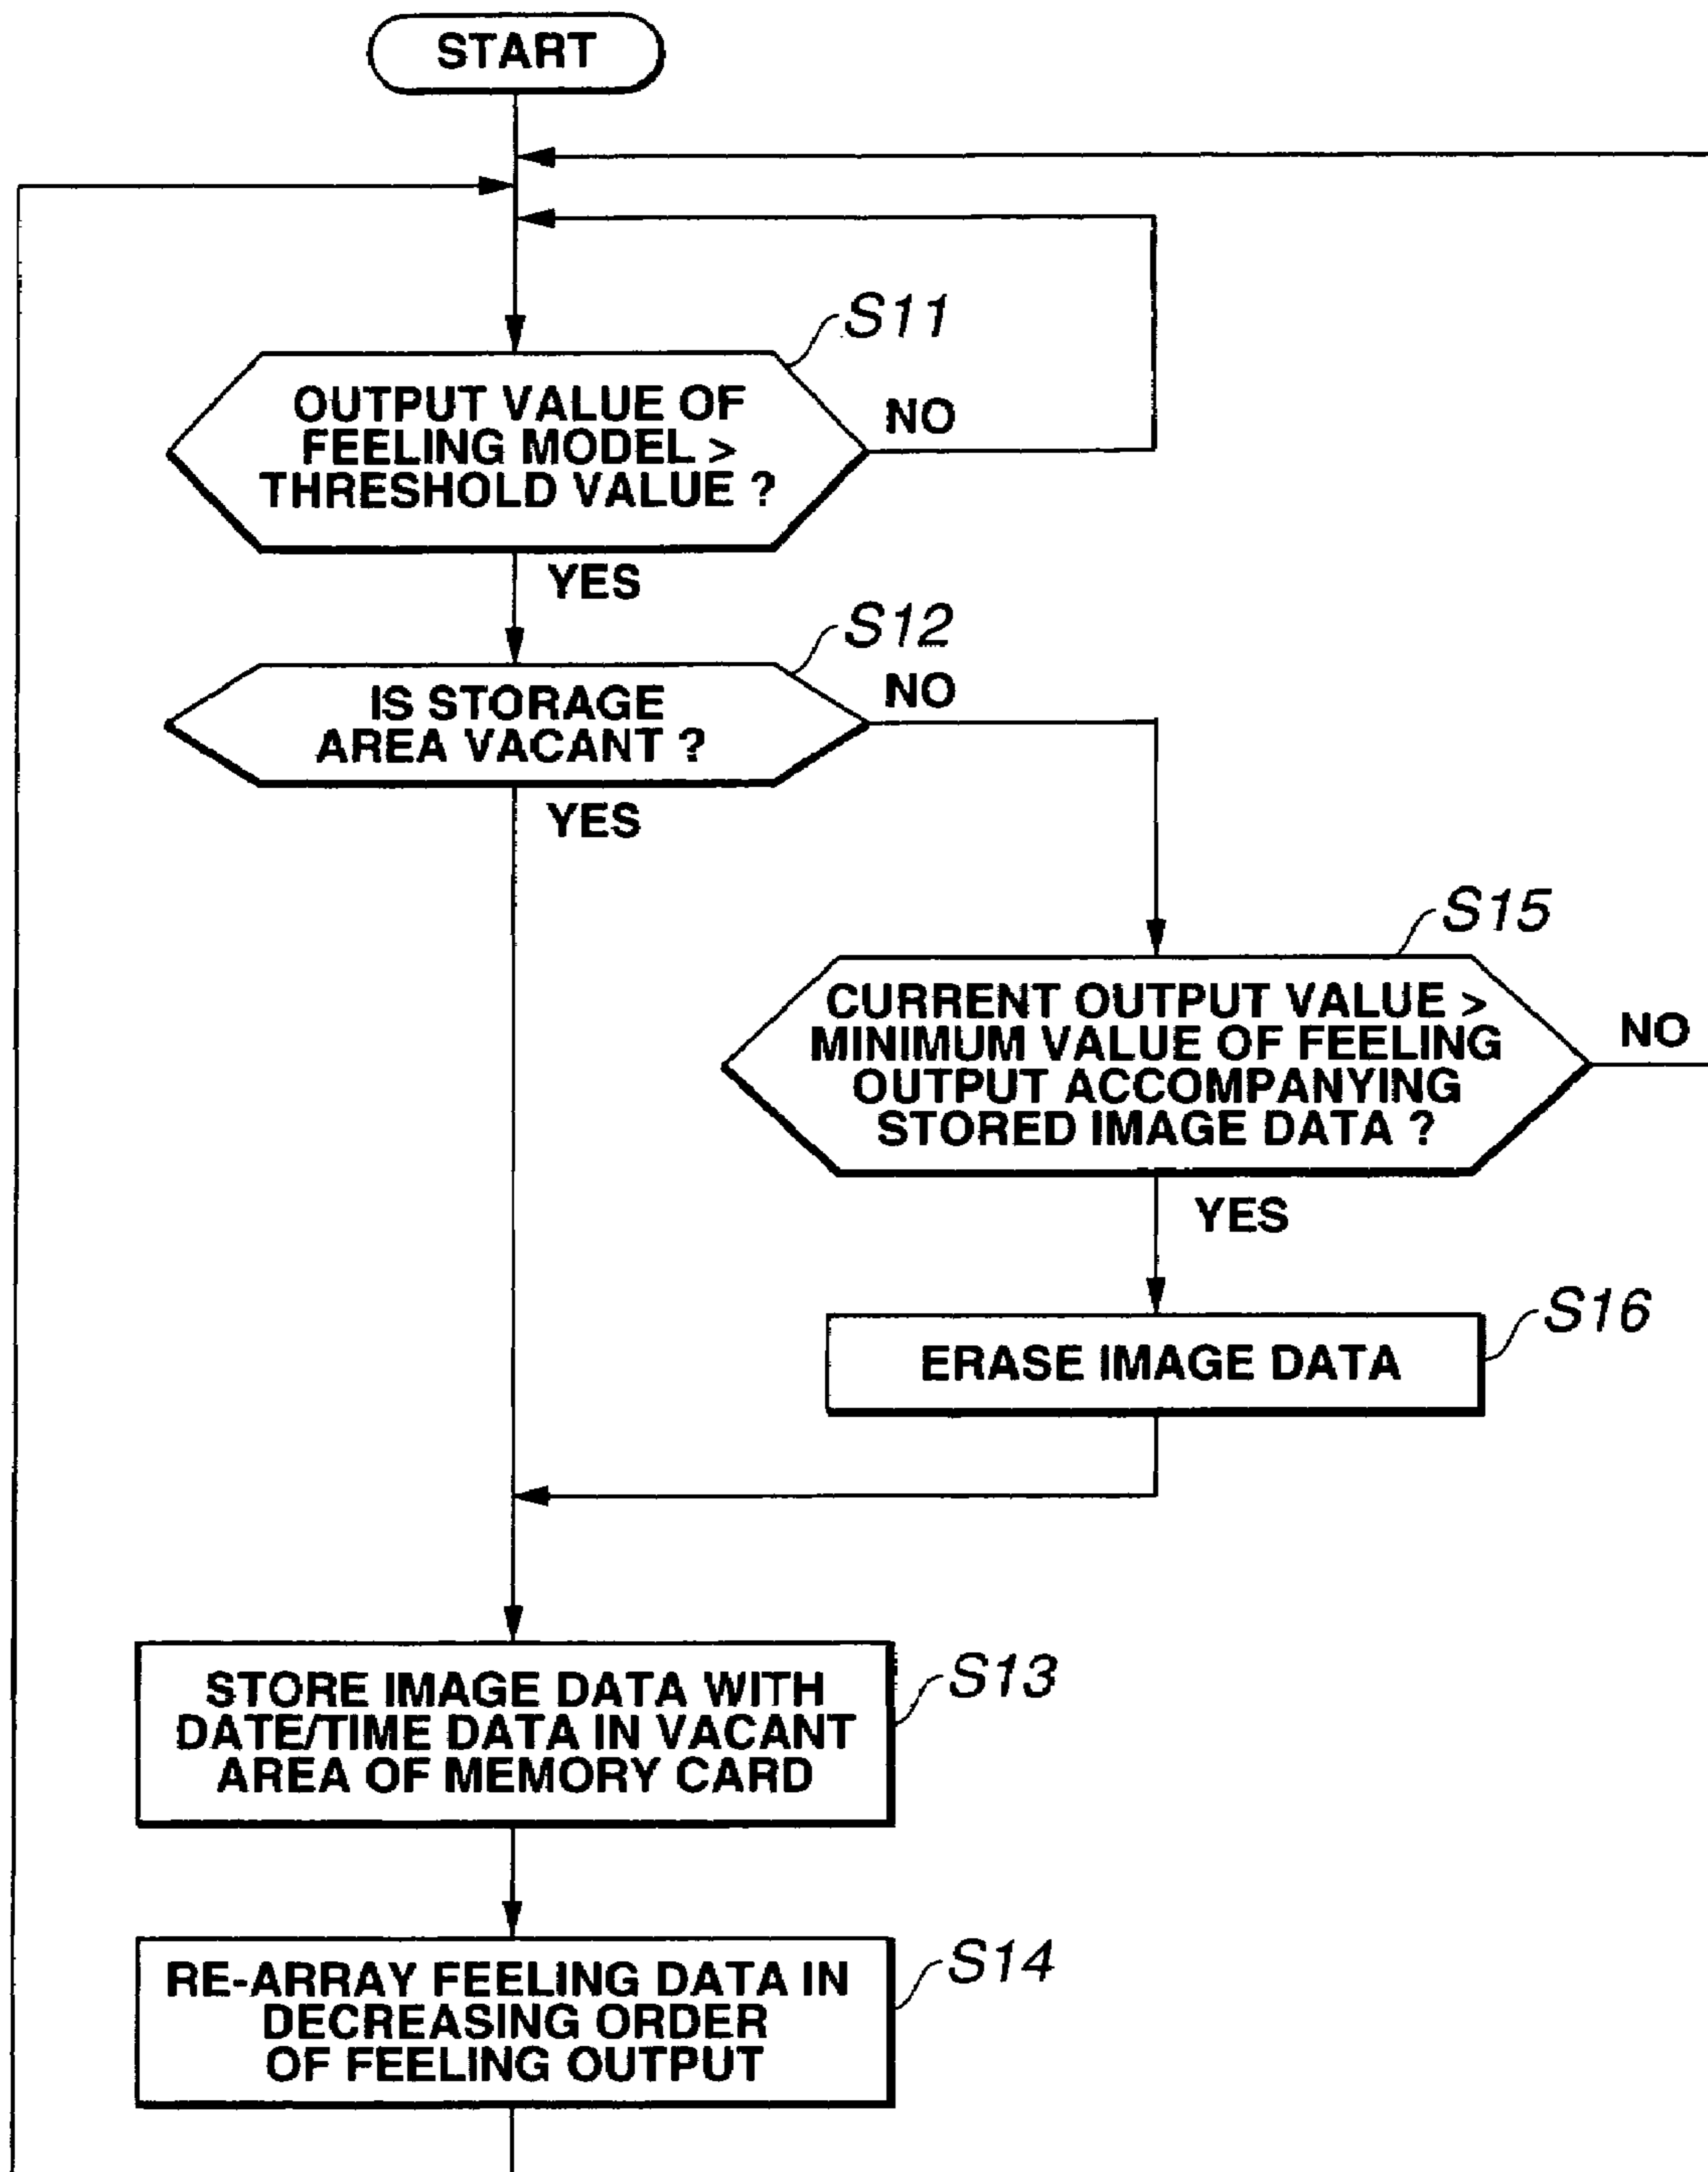 START
S11
OUTPUT VALUE OF
FEELING MODEL >
THRESHOLD VALUE ?
NO
YES
S12
IS STORAGE
AREA VACANT ?
NO
YES
S15
CURRENT OUTPUT VALUE >
MINIMUM VALUE OF FEELING
OUTPUT ACCOMPANYING
STORED IMAGE DATA ?
NO
YES
S16
ERASE IMAGE DATA
S13
STORE IMAGE DATA WITH
DATE/TIME DATA IN VACANT
AREA OF MEMORY CARD
S14
RE-ARRAY FEELING DATA IN
DECREASING ORDER
OF FEELING OUTPUT